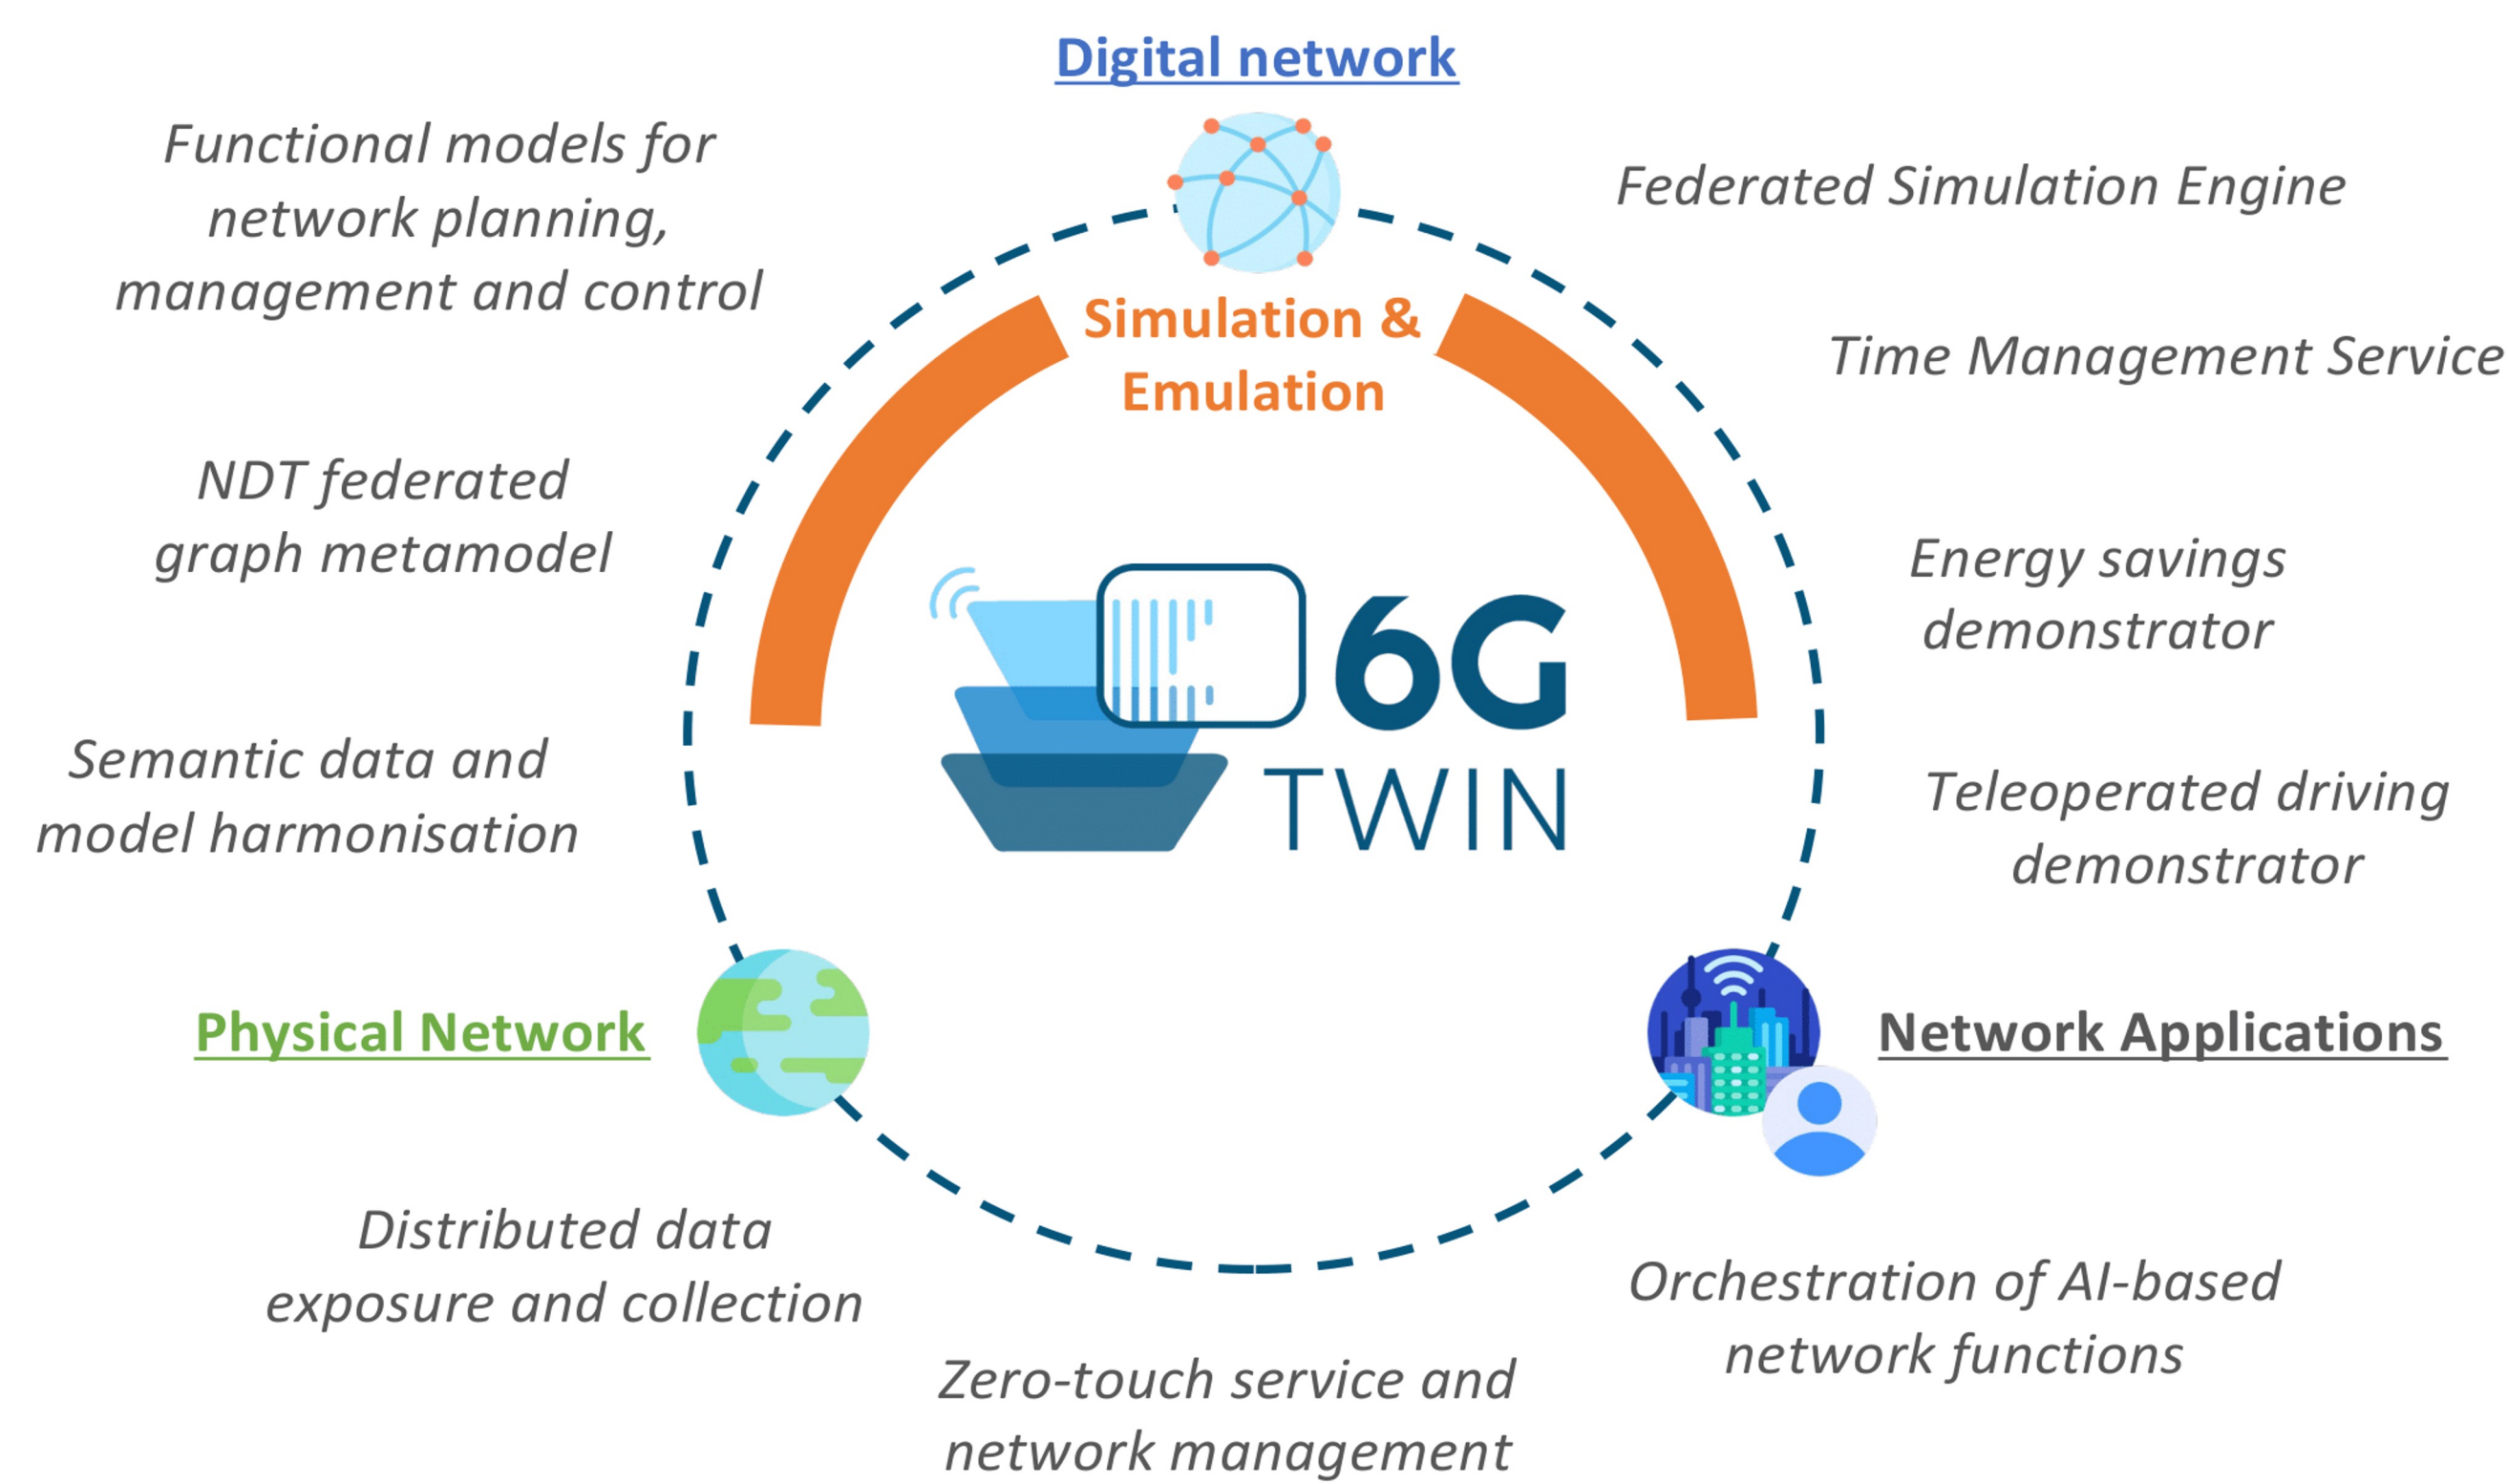 Digital network
Functional models for
network planning,
management and control
Federated Simulation Engine
Simulation &
Emulation
Time Management Service
NDT federated
graph metamodel
Energy savings
demonstrator
6G
TWIN
Semantic data and
model harmonisation
Teleoperated driving
demonstrator
Physical Network
Network Applications
Distributed data
exposure and collection
Orchestration of AI-based
network functions
Zero-touch service and
network management